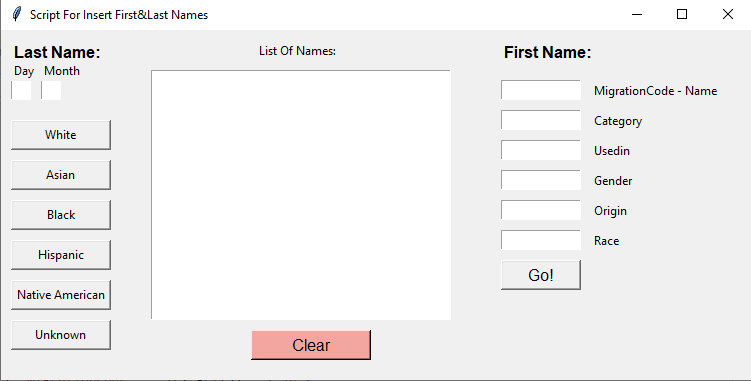 Script For Insert First&Last Names
Last Name:
Day Month
White
Asian
Black
Hispanic
Native American
Unknown
List Of Names:
Clear
First Name:
MigrationCode - Name
Category
Usedin
Gender
Origin
Race
Go!